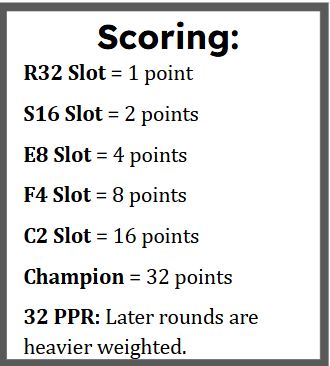 Scoring:
R32 Slot = 1 point
S16 Slot = 2 points
E8 Slot = 4 points
F4 Slot = 8 points
C2 Slot = 16 points
Champion = 32 points
32 PPR: Later rounds are
heavier weighted.